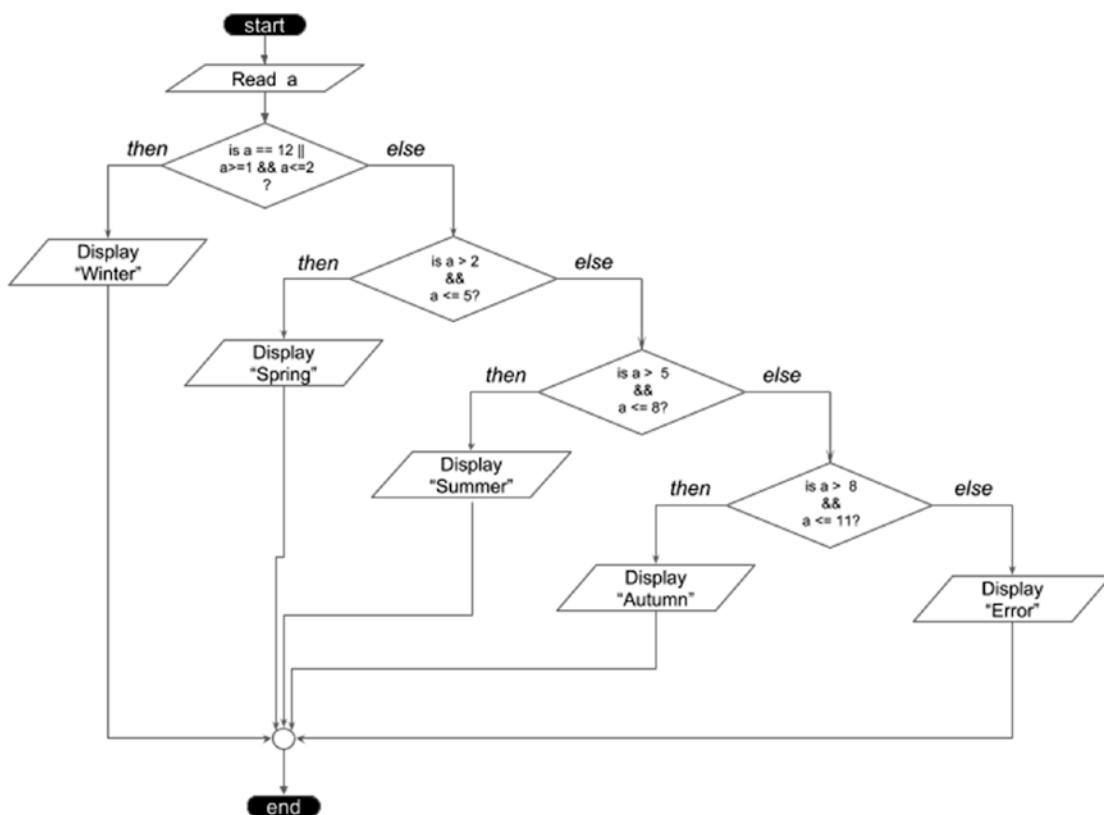 start
Read a
then
else
is a == 12 ||
a>=1 && a<=2
?
Display
“Winter”
then
else
is a > 2
&&
a <= 5?
Display
“Spring”
then
else
is a > 5
&&
a <= 8?
Display
“Summer”
then
else
is a > 8
&&
a <= 11?
Display
“Autumn”
Display
“Error”
end